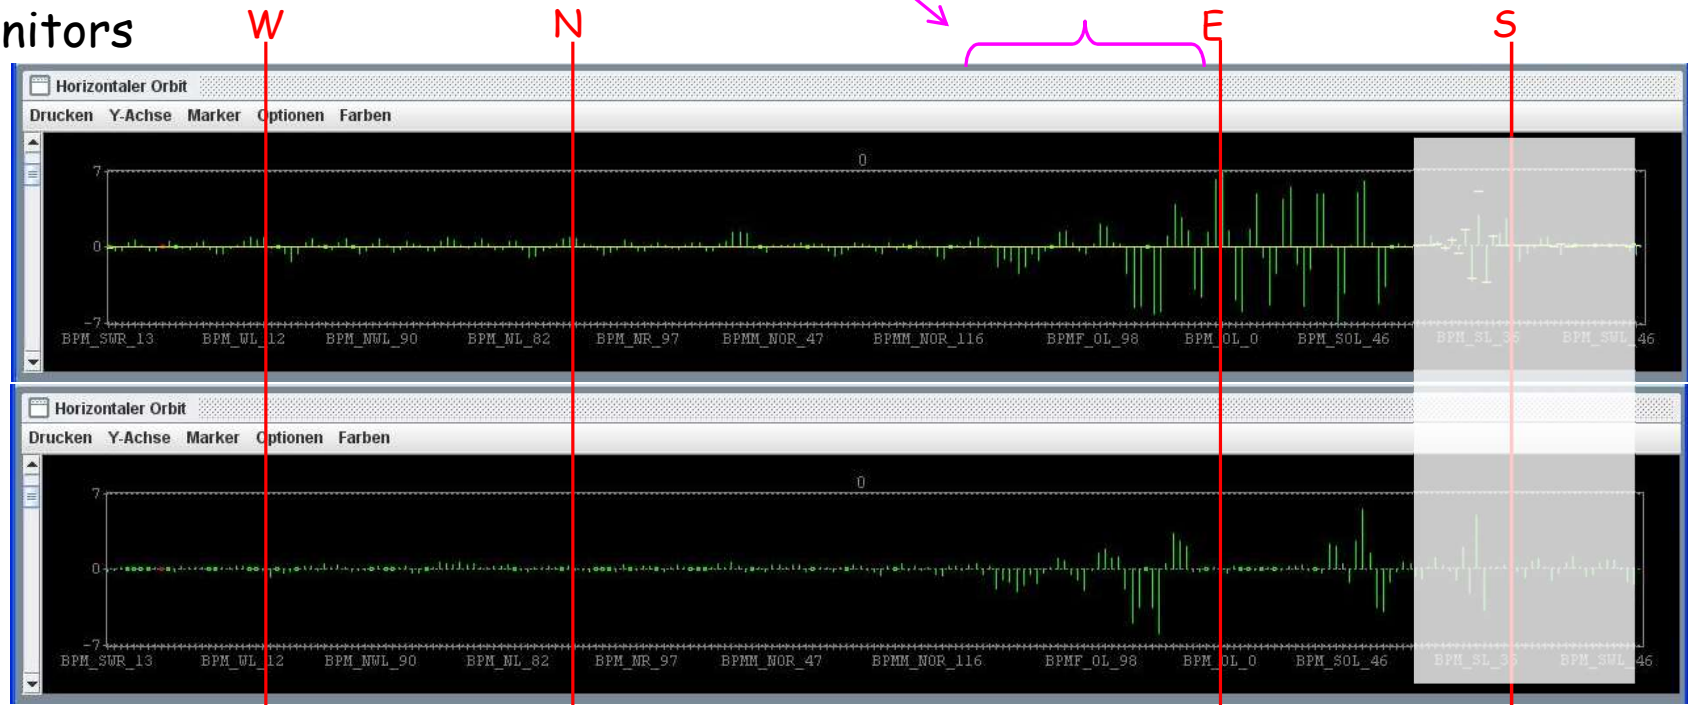 nitors
W N E S
Horizontaler Orbit
Drucken Y-Achse Marker Optionen Farben
0
7
0
-7
BPM_SWR_13 BPM_WL_12 BPM_NWL_90 BPM_NL_82 BPM_NR_97 BPMM_NOR_47 BPMM_NOR_116 BPMF_OL_98 BPM_OL_0 BPM_SOL_46 BPM_SL_36 BPM_SWL_46
Horizontaler Orbit
Drucken Y-Achse Marker Optionen Farben
0
7
0
-7
BPM_SWR_13 BPM_WL_12 BPM_NWL_90 BPM_NL_82 BPM_NR_97 BPMM_NOR_47 BPMM_NOR_116 BPMF_OL_98 BPM_OL_0 BPM_SOL_46 BPM_SL_36 BPM_SWL_46